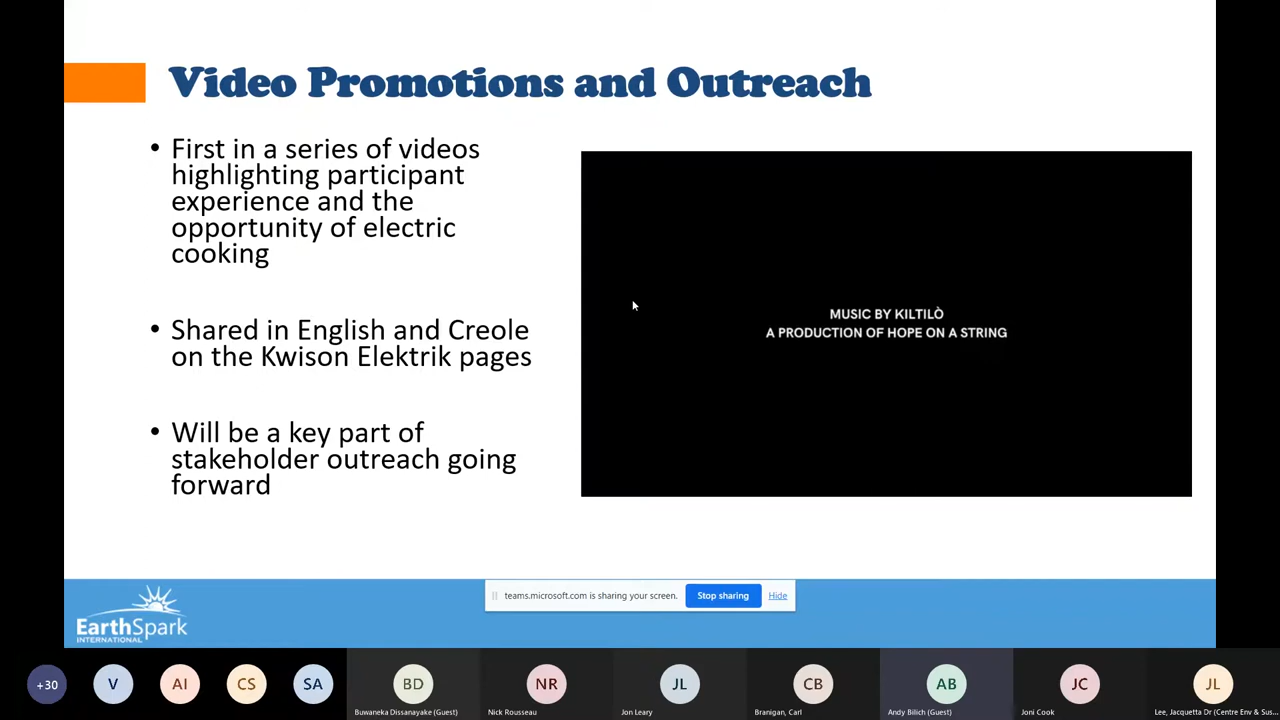 Video Promotions and Outreach
• First in a series of videos
highlighting participant
experience and the
opportunity of electric
cooking
• Shared in English and Creole
on the Kwison Elektrik pages
• Will be a key part of
stakeholder outreach going
forward
MUSIC BY KILTILÒ
A PRODUCTION OF HOPE ON A STRING
EarthSpark
INTERNATIONAL
teams.microsoft.com is sharing your screen.
Stop sharing
Hide
+30
V
AI
CS
SA
BD
Buwaneka Dissanayake (Guest)
NR
Nick Rousseau
JL
Jon Leary
CB
Branigan, Carl
AB
Andy Bilich (Guest)
JC
Joni Cook
JL
Lee, Jacquetta Dr (Centre Env & Sus...